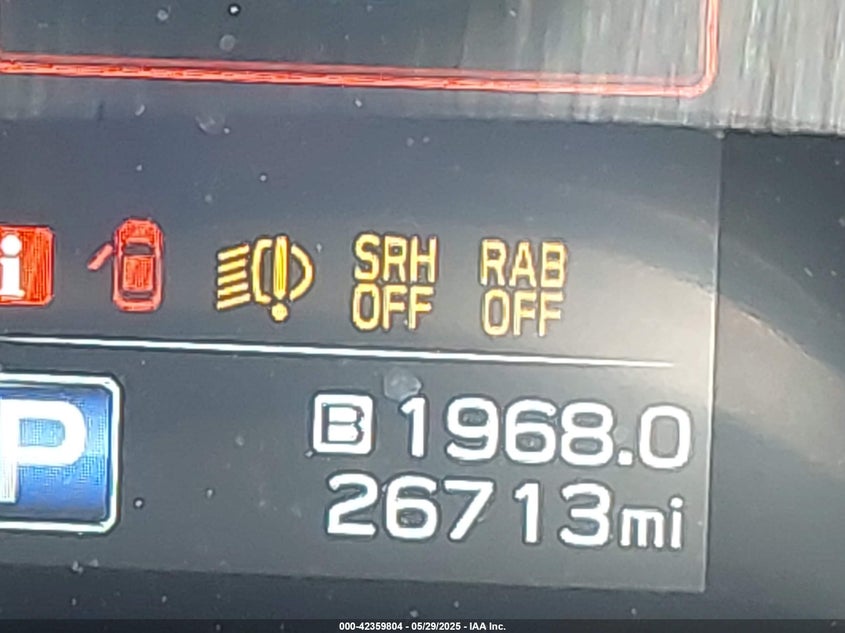 i
SRH OFF
RAB OFF
P
B 1968.0
26713mi
000-42359804 - 05/29/2025 - IAA Inc.